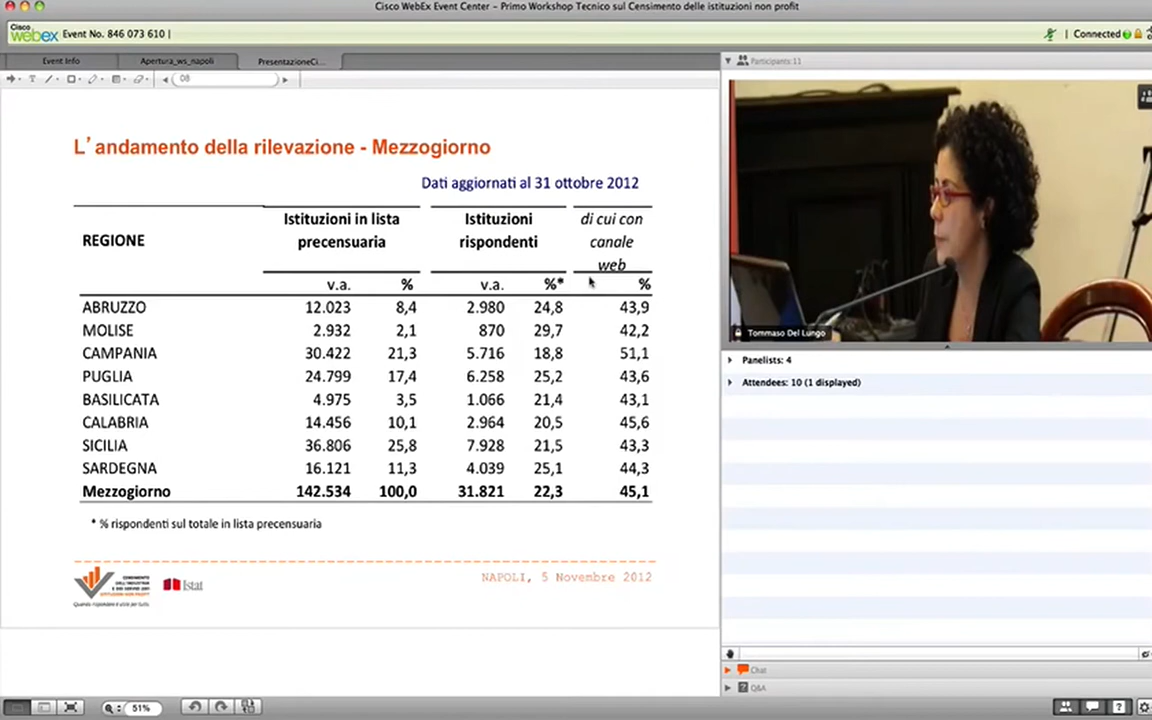 Cisco WebEx Event Center – Primo Workshop Tecnico sul Censimento delle istituzioni non profit
Cisco
webex Event No. 846 073 610 |
| Connected
Event Info Apertura_ws_napoli PresentazioneCi...
08
Participants:11
L'andamento della rilevazione - Mezzogiorno
Dati aggiornati al 31 ottobre 2012
REGIONE Istituzioni in lista precensuaria Istituzioni rispondenti di cui con canale web
v.a. % v.a. %* %
ABRUZZO 12.023 8,4 2.980 24,8 43,9
MOLISE 2.932 2,1 870 29,7 42,2
CAMPANIA 30.422 21,3 5.716 18,8 51,1
PUGLIA 24.799 17,4 6.258 25,2 43,6
BASILICATA 4.975 3,5 1.066 21,4 43,1
CALABRIA 14.456 10,1 2.964 20,5 45,6
SICILIA 36.806 25,8 7.928 21,5 43,3
SARDEGNA 16.121 11,3 4.039 25,1 44,3
Mezzogiorno 142.534 100,0 31.821 22,3 45,1
* % rispondenti sul totale in lista precensuaria
Istat
NAPOLI, 5 Novembre 2012
Tommaso Del Lungo
Panelists: 4
Attendees: 10 (1 displayed)
Chat
Q&A
51%